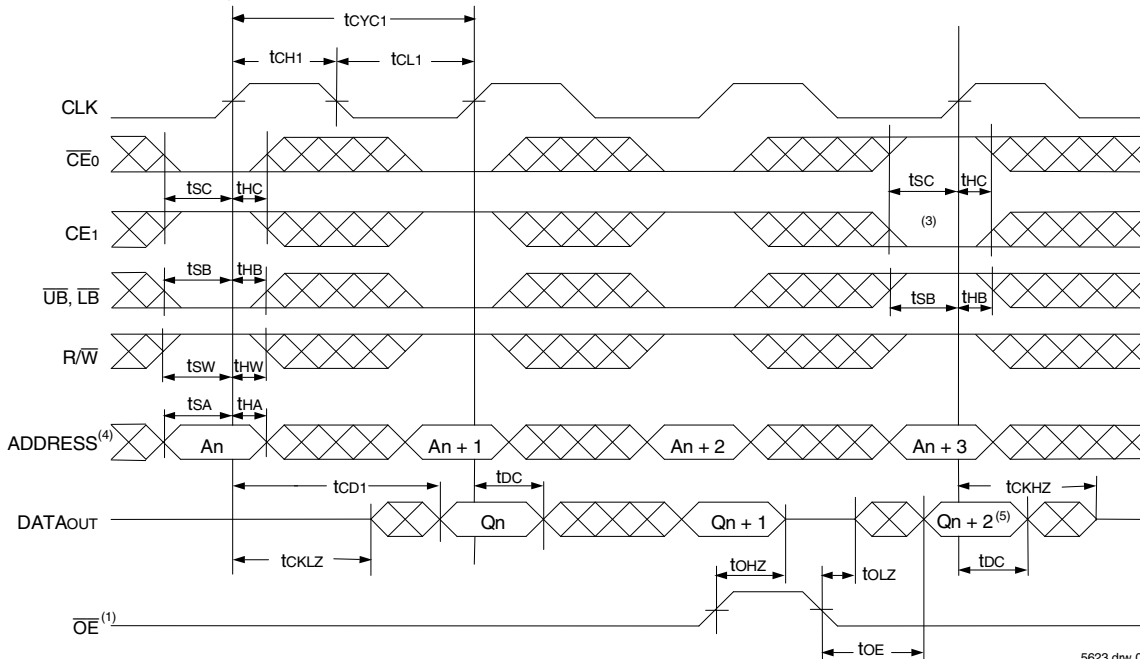 tCYC1
tCH1 tCL1
CLK
CE0
tSC tHC tSC tHC
CE1 (3)
tSB tHB
UB, LB
tSB tHB
R/W
tSW tHW
tSA tHA
ADDRESS(4) An An + 1 An + 2 An + 3
tCD1 tDC tCKHZ
DATAOUT Qn Qn + 1 Qn + 2(5)
tCKLZ tOHZ tOLZ tDC
OE(1)
tOE
5623 drw